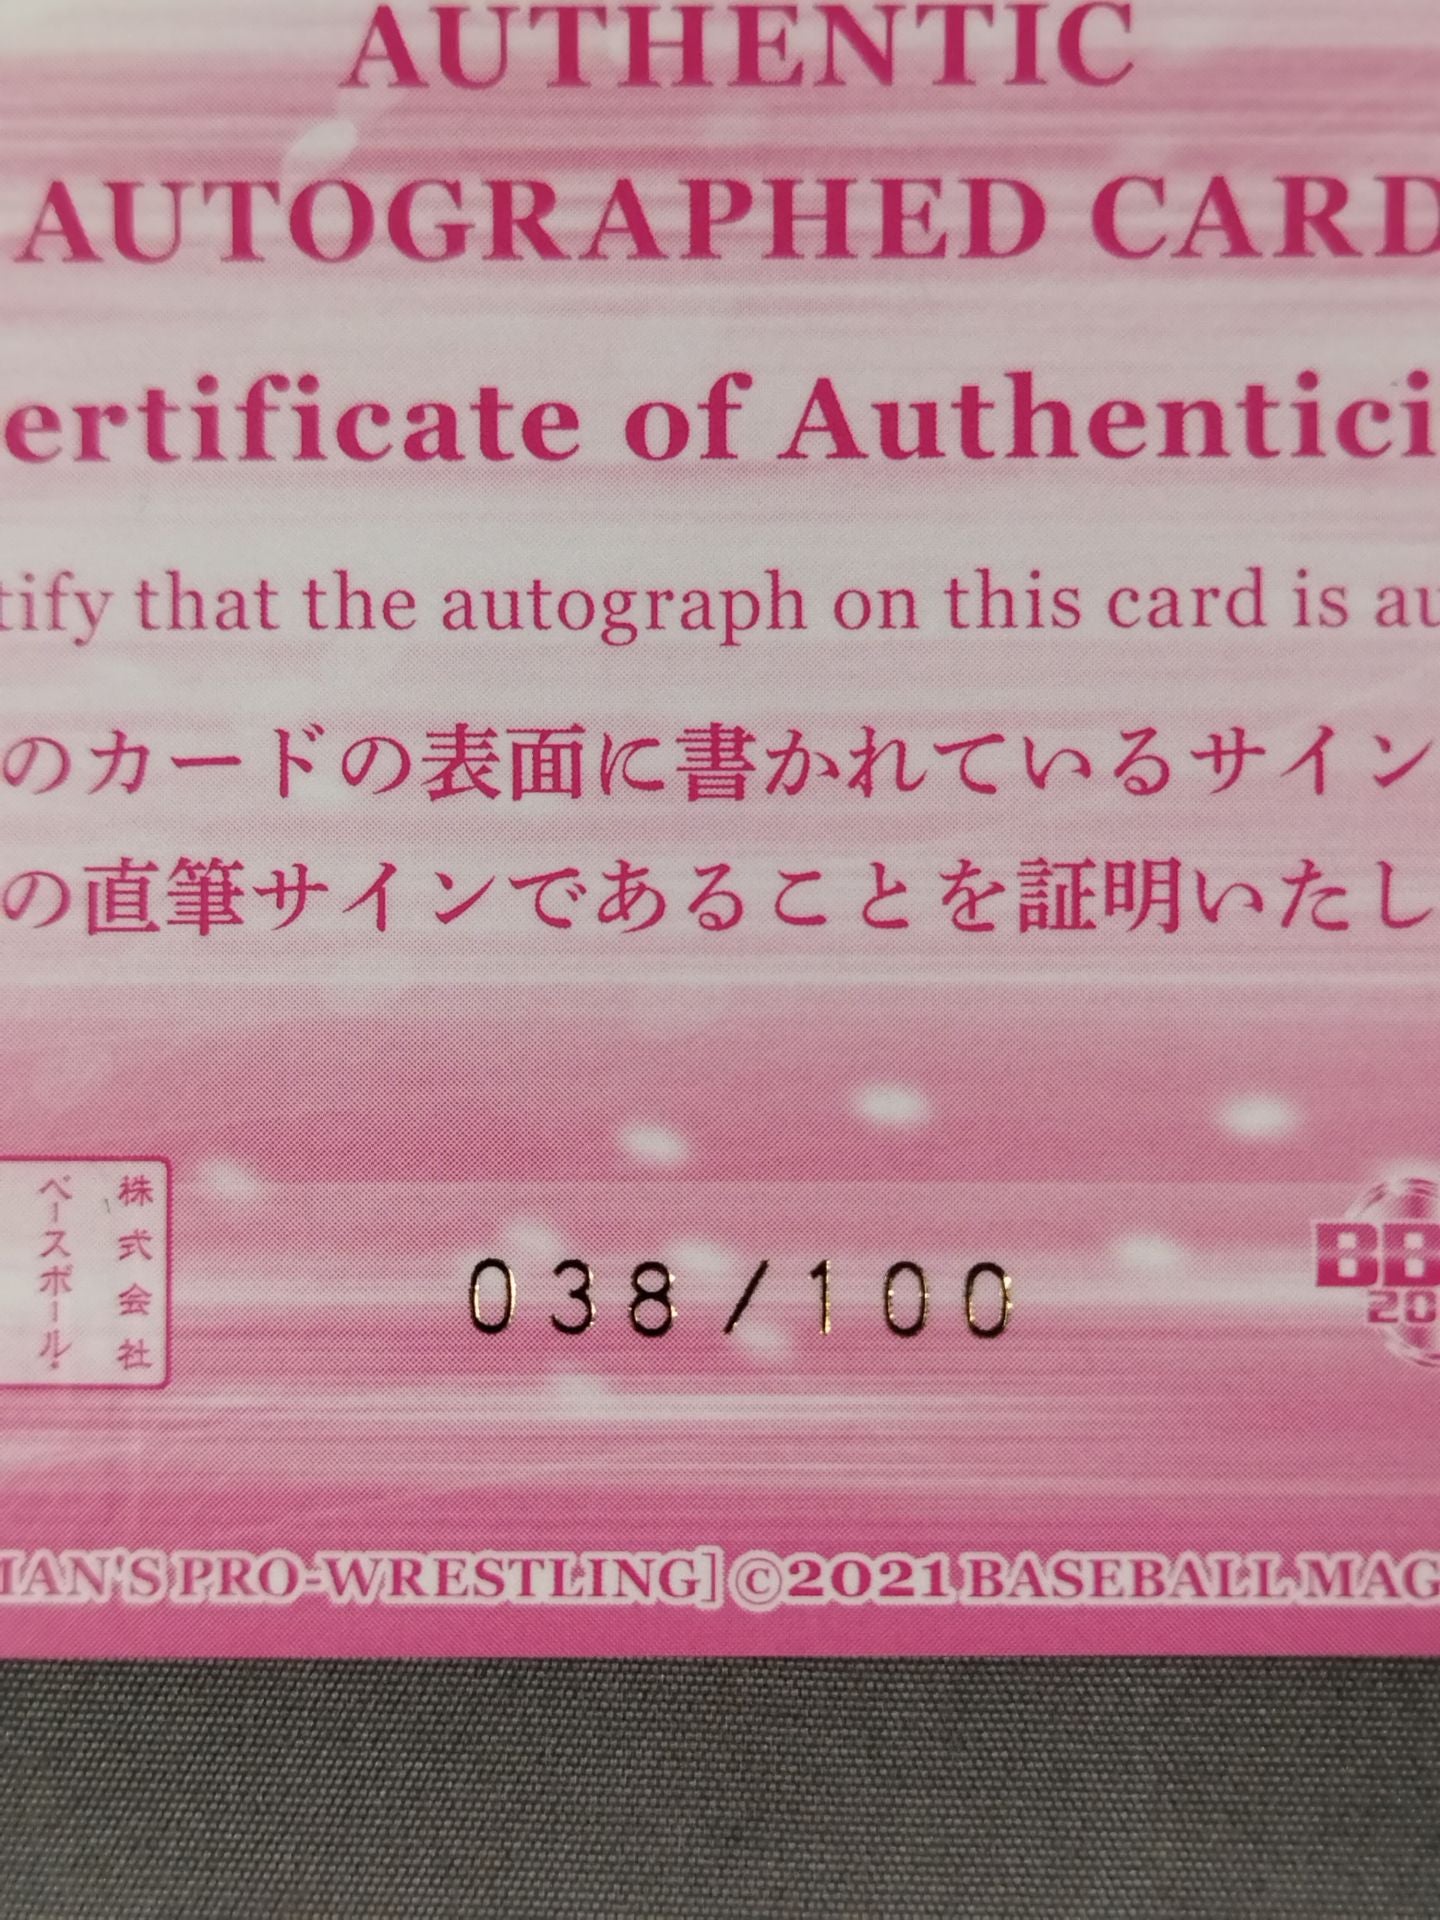 AUTHENTIC
AUTOGRAPHED CARD
ertificate of Authentici
tify that the autograph on this card is au
のカードの表面に書かれているサイン
の直筆サインであることを証明いたし
株式会社
ベースボール・
038/100
BB
20
MAN'S PRO-WRESTLING] ©2021 BASEBALL MAG